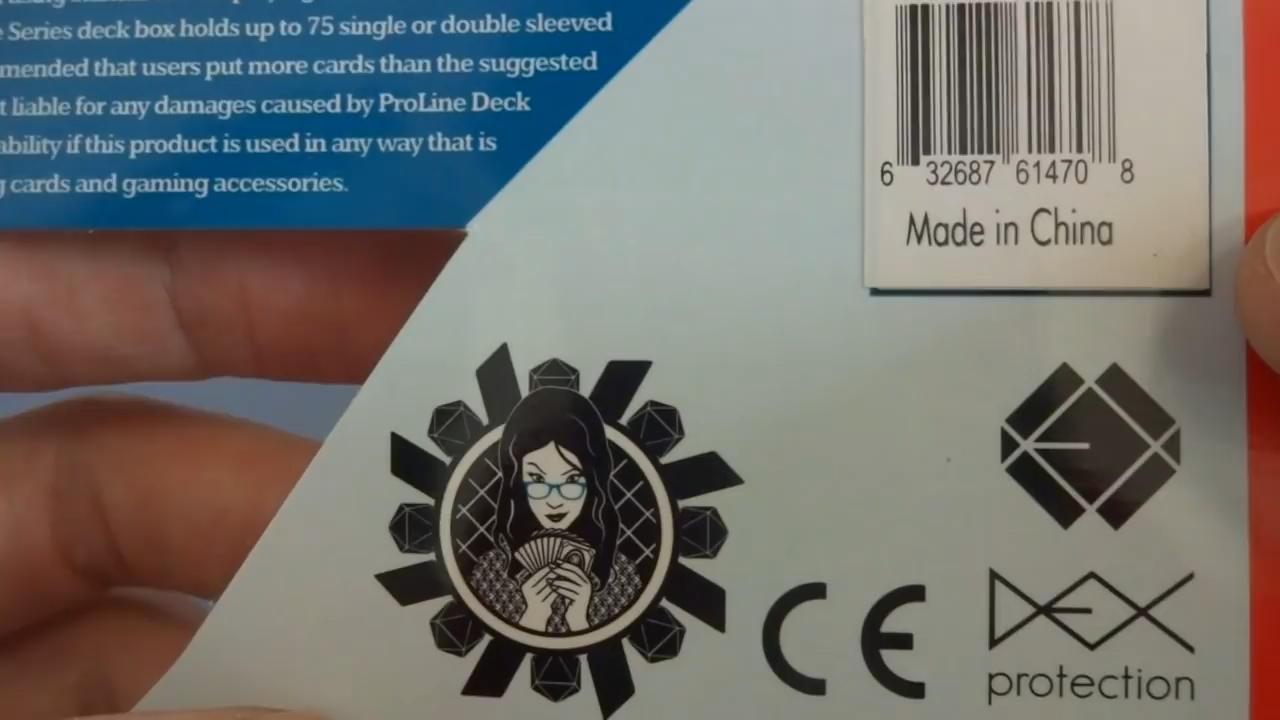 Series deck box holds up to 75 single or double sleeved
mended that users put more cards than the suggested
t liable for any damages caused by ProLine Deck
ability if this product is used in any way that is
g cards and gaming accessories.
6 32687 61470 8
Made in China
CE
DEX
protection